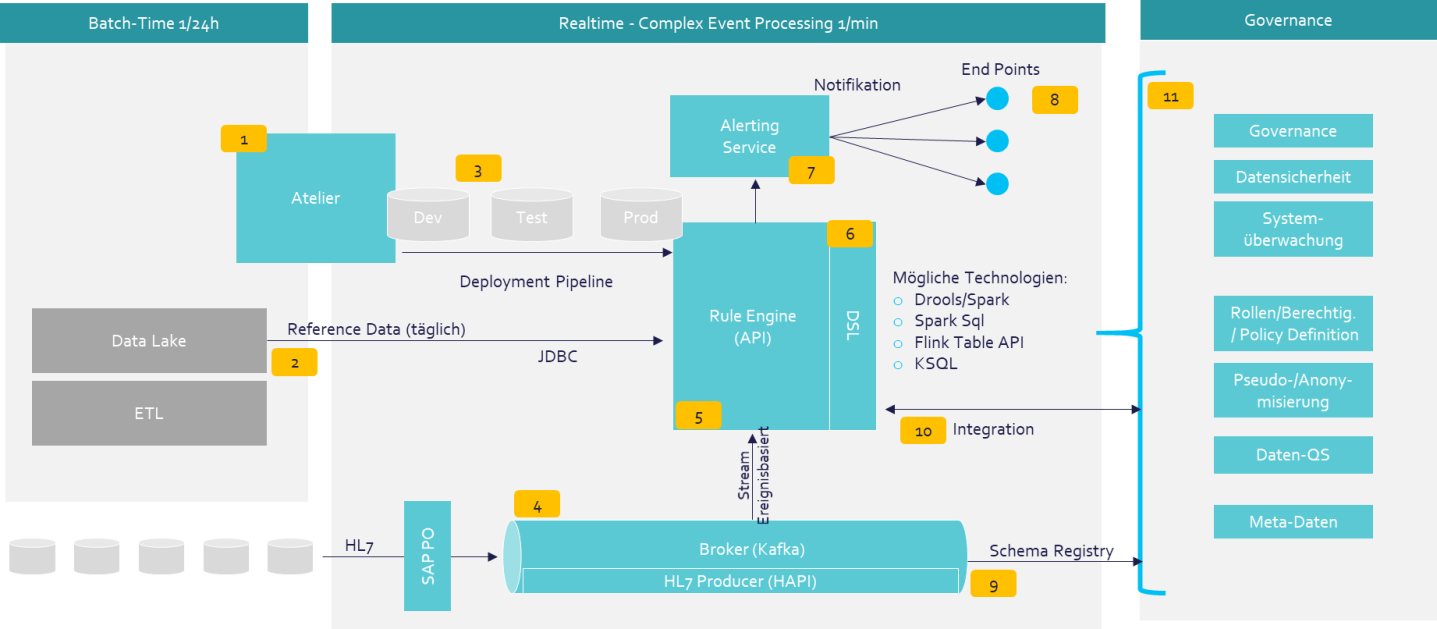 Batch-Time 1/24h
Realtime - Complex Event Processing 1/min
Governance
End Points
Notifikation
8
11
Alerting
Service
7
1
Atelier
3
Dev
Test
Prod
6
Deployment Pipeline
Rule Engine
(API)
DSL
5
Mögliche Technologien:
Drools/Spark
Spark Sql
Flink Table API
KSQL
Data Lake
Reference Data (täglich)
JDBC
2
ETL
10
Integration
Stream
Ereignisbasiert
4
HL7
SAP PO
Broker (Kafka)
HL7 Producer (HAPI)
Schema Registry
9
Governance
Datensicherheit
System-
überwachung
Rollen/Berechtig.
/ Policy Definition
Pseudo-/Anony-
misierung
Daten-QS
Meta-Daten